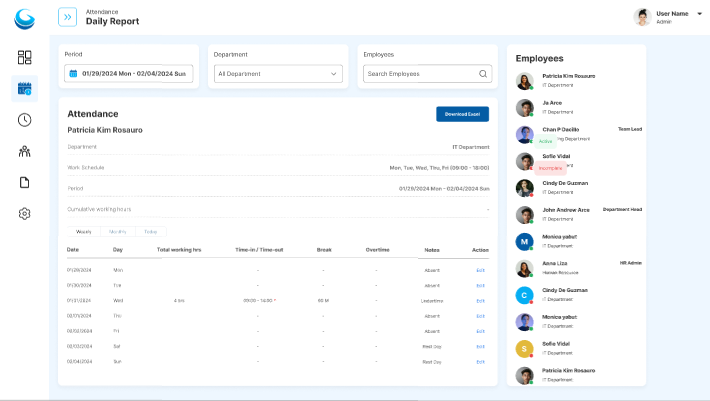 Attendance
Daily Report
User Name
Admin
Period
01/29/2024 Mon - 02/04/2024 Sun
Department
All Department
Employees
Search Employees
Attendance
Download Excel
Patricia Kim Rosauro
Department IT Department
Work Schedule Mon, Tue, Wed, Thu, Fri (09:00 - 18:00)
Period 01/29/2024 Mon - 02/04/2024 Sun
Cumulative working hours -
Weekly Monthly Today
Date Day Total working hrs Time-in / Time-out Break Overtime Notes Action
01/29/2024 Mon - - - Absent Edit
01/30/2024 Tue - - - Absent Edit
01/31/2024 Wed 4 hrs 09:00 - 14:00 * 60 M - Undertime Edit
02/01/2024 Thu - - - Absent Edit
02/02/2024 Fri - - - Absent Edit
02/03/2024 Sat - - - Rest Day Edit
02/04/2024 Sun - - - Rest Day Edit
Employees
Patricia Kim Rosauro
IT Department
Ja Arce
IT Department
Chan P Dacillo Team Lead
Active
Department
Sofie Vidal
Incomplete
Cindy De Guzman
IT Department
John Andrew Arce Department Head
IT Department
M
Monica yabut
IT Department
Anna Liza HR Admin
Human Resource
C
Cindy De Guzman
IT Department
Monica yabut
IT Department
S
Sofie Vidal
IT Department
Patricia Kim Rosauro
IT Department